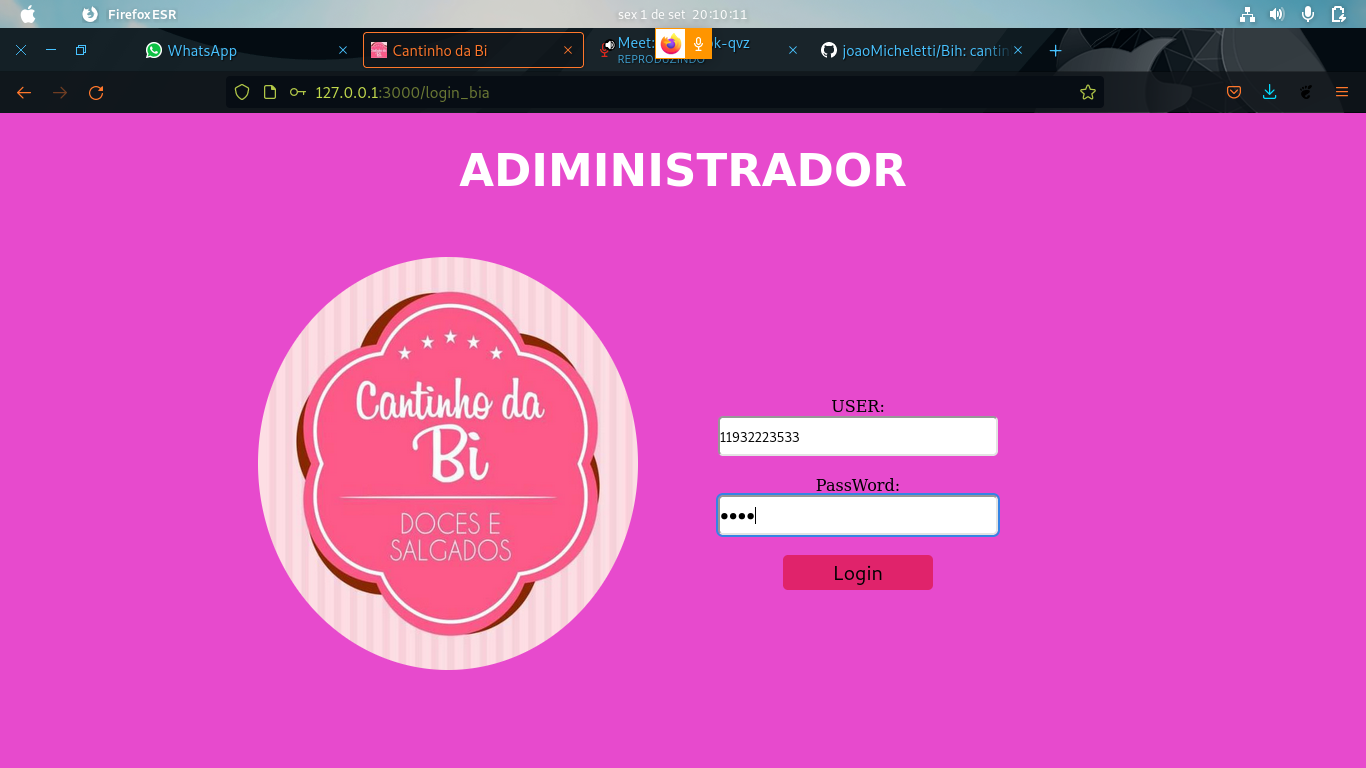 Firefox ESR
sex 1 de set 20:10:11
WhatsApp
Cantinho da Bi
Meet:
k-qvz
REPRODUZINDO
joaoMicheletti/Bih: cantin
127.0.0.1:3000/login_bia
ADIMINISTRADOR
Cantinho da
Bi
DOCES E
SALGADOS
USER:
11932223533
PassWord:
••••
Login